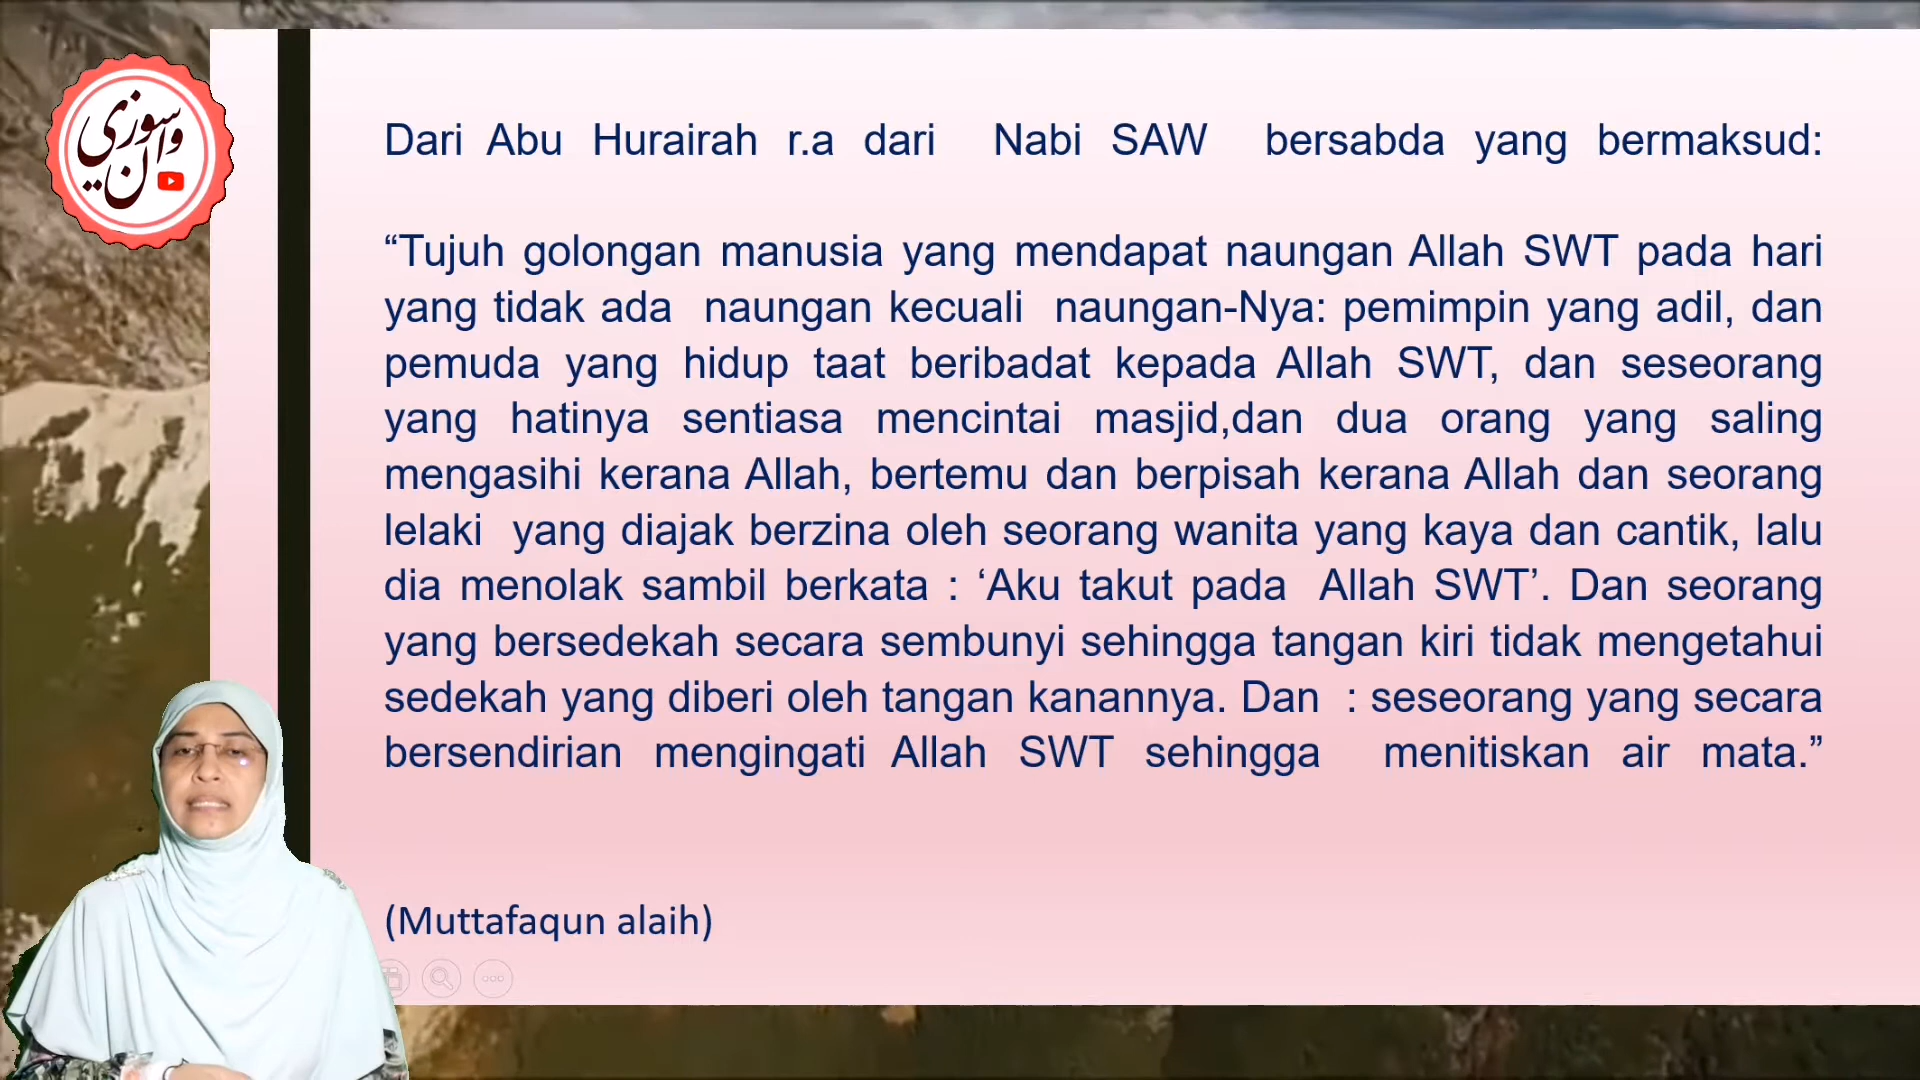 Dari Abu Hurairah r.a dari Nabi SAW bersabda yang bermaksud:
“Tujuh golongan manusia yang mendapat naungan Allah SWT pada hari
yang tidak ada naungan kecuali naungan-Nya: pemimpin yang adil, dan
pemuda yang hidup taat beribadat kepada Allah SWT, dan seseorang
yang hatinya sentiasa mencintai masjid,dan dua orang yang saling
mengasihi kerana Allah, bertemu dan berpisah kerana Allah dan seorang
lelaki yang diajak berzina oleh seorang wanita yang kaya dan cantik, lalu
dia menolak sambil berkata : ‘Aku takut pada Allah SWT’. Dan seorang
yang bersedekah secara sembunyi sehingga tangan kiri tidak mengetahui
sedekah yang diberi oleh tangan kanannya. Dan : seseorang yang secara
bersendirian mengingati Allah SWT sehingga menitiskan air mata.”
(Muttafaqun alaih)